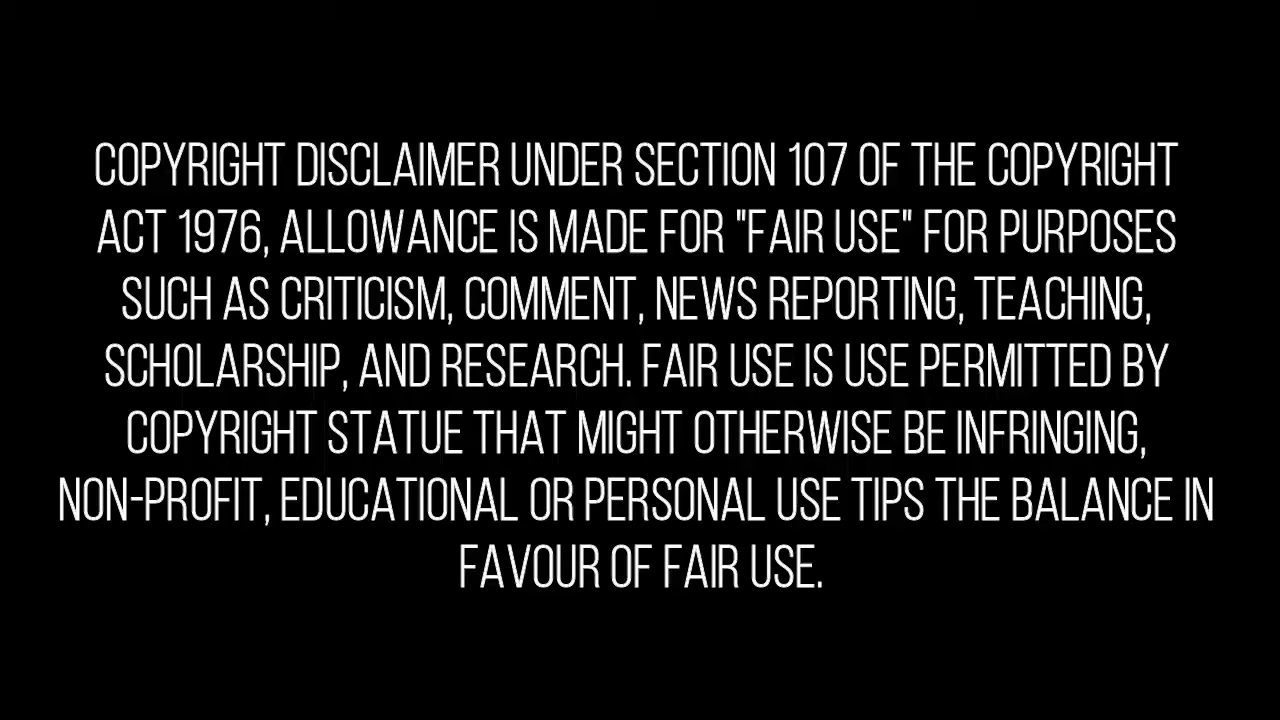 COPYRIGHT DISCLAIMER UNDER SECTION 107 OF THE COPYRIGHT
ACT 1976, ALLOWANCE IS MADE FOR "FAIR USE" FOR PURPOSES
SUCH AS CRITICISM, COMMENT, NEWS REPORTING, TEACHING,
SCHOLARSHIP, AND RESEARCH. FAIR USE IS USE PERMITTED BY
COPYRIGHT STATUE THAT MIGHT OTHERWISE BE INFRINGING,
NON-PROFIT, EDUCATIONAL OR PERSONAL USE TIPS THE BALANCE IN
FAVOUR OF FAIR USE.